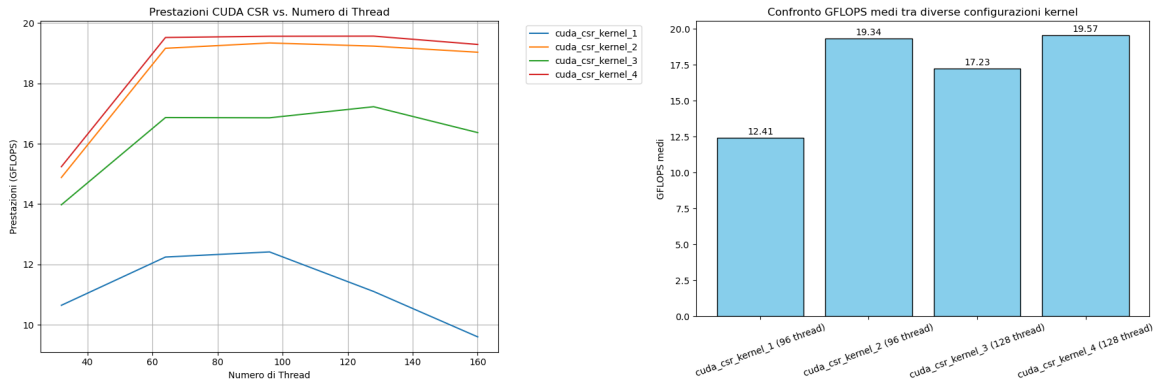 Prestazioni CUDA CSR vs. Numero di Thread
20
18
16
14
12
10
Prestazioni (GFLOPS)
40
60
80
100
120
140
160
Numero di Thread
cuda_csr_kernel_1
cuda_csr_kernel_2
cuda_csr_kernel_3
cuda_csr_kernel_4
Confronto GFLOPS medi tra diverse configurazioni kernel
20.0
17.5
15.0
12.5
10.0
7.5
5.0
2.5
0.0
GFLOPS medi
12.41
19.34
17.23
19.57
cuda_csr_kernel_1 (96 thread)
cuda_csr_kernel_2 (96 thread)
cuda_csr_kernel_3 (128 thread)
cuda_csr_kernel_4 (128 thread)